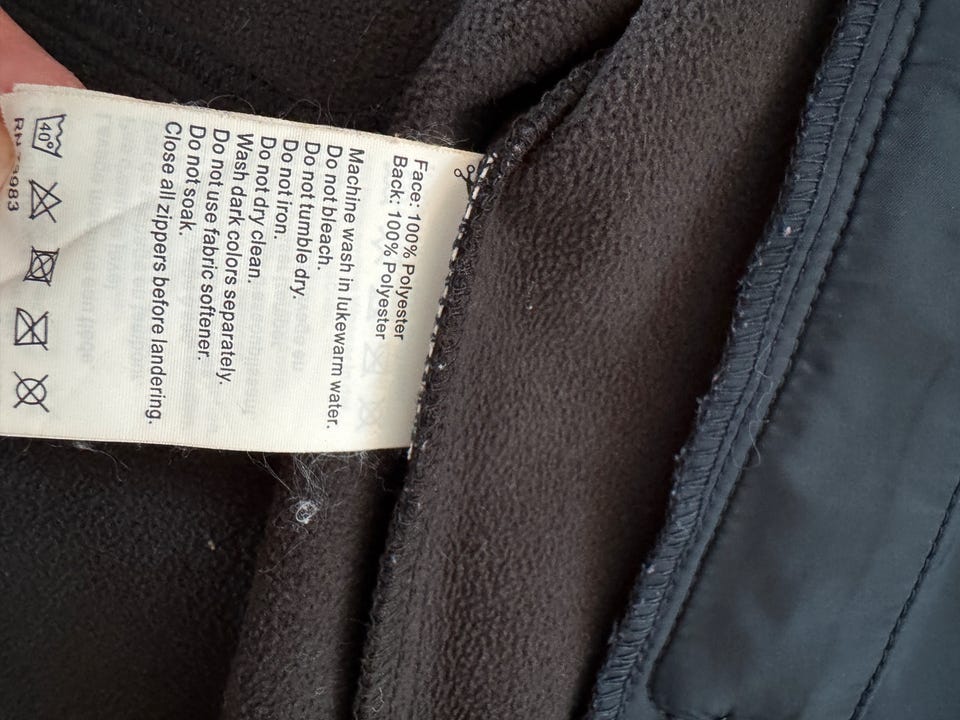 Face: 100% Polyester
Back: 100% Polyester
Machine wash in lukewarm water.
Do not bleach.
Do not tumble dry.
Do not iron.
Do not dry clean.
Wash dark colors separately.
Do not use fabric softener.
Do not soak.
Close all zippers before landering.
40°
RN